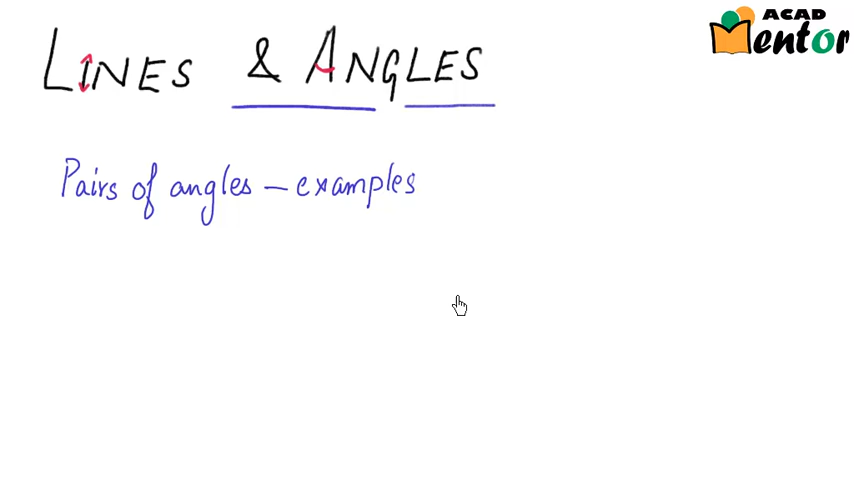 ACAD
Mentor
LINES & ANGLES
Pairs of angles – examples